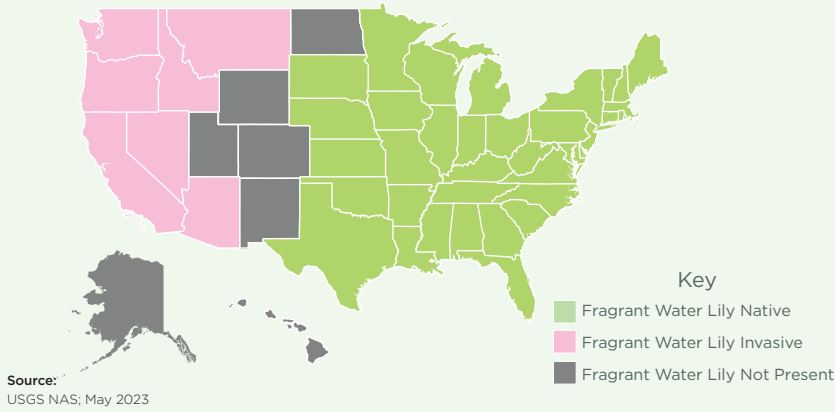 Key
Fragrant Water Lily Native
Fragrant Water Lily Invasive
Fragrant Water Lily Not Present
Source:
USGS NAS; May 2023